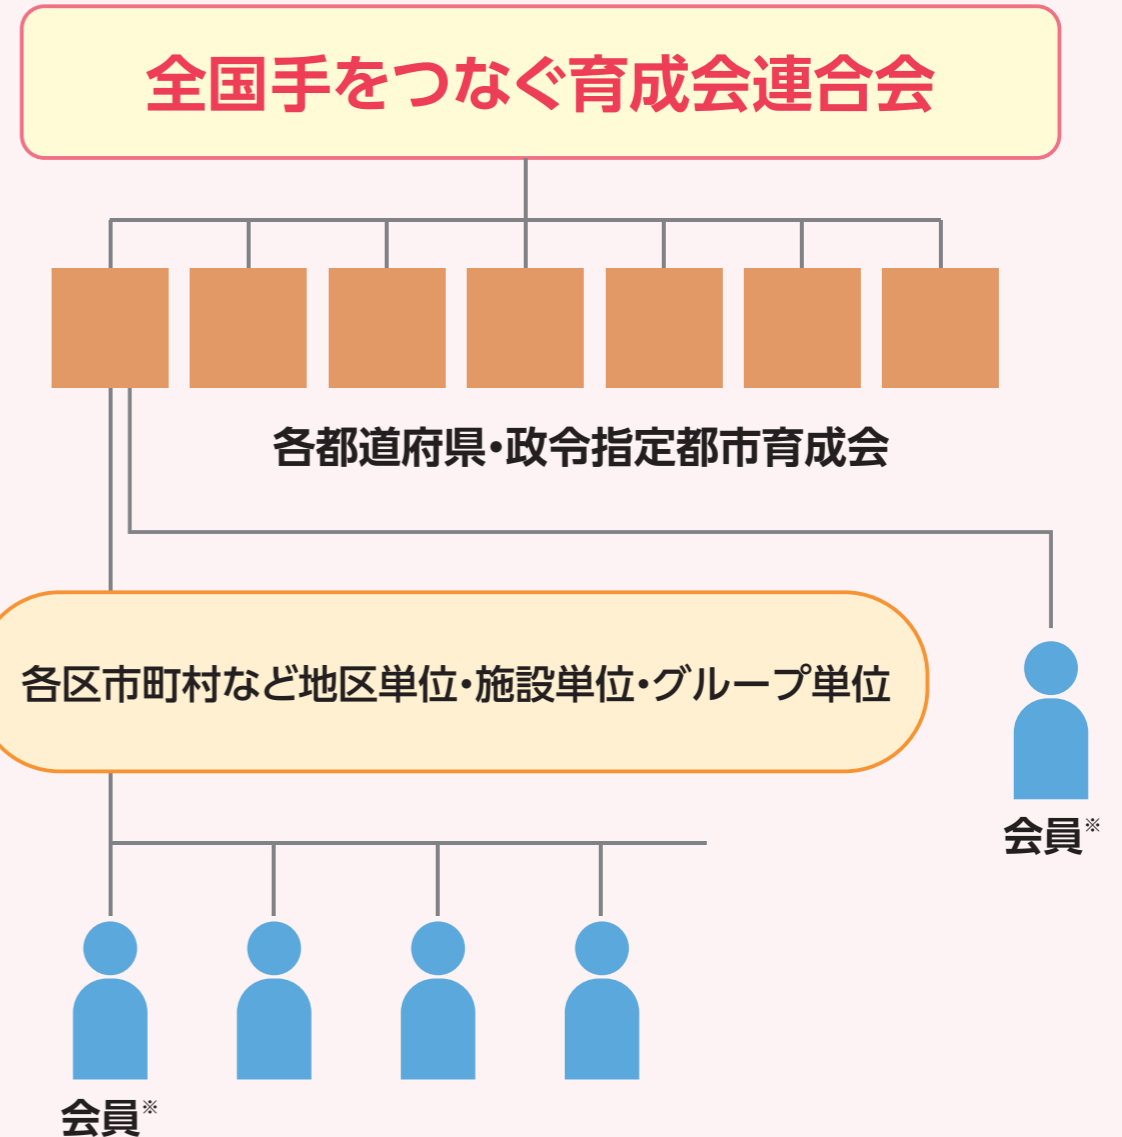 全国手をつなぐ育成会連合会
各都道府県・政令指定都市育成会
各区市町村など地区単位・施設単位・グループ単位
会員※
会員※